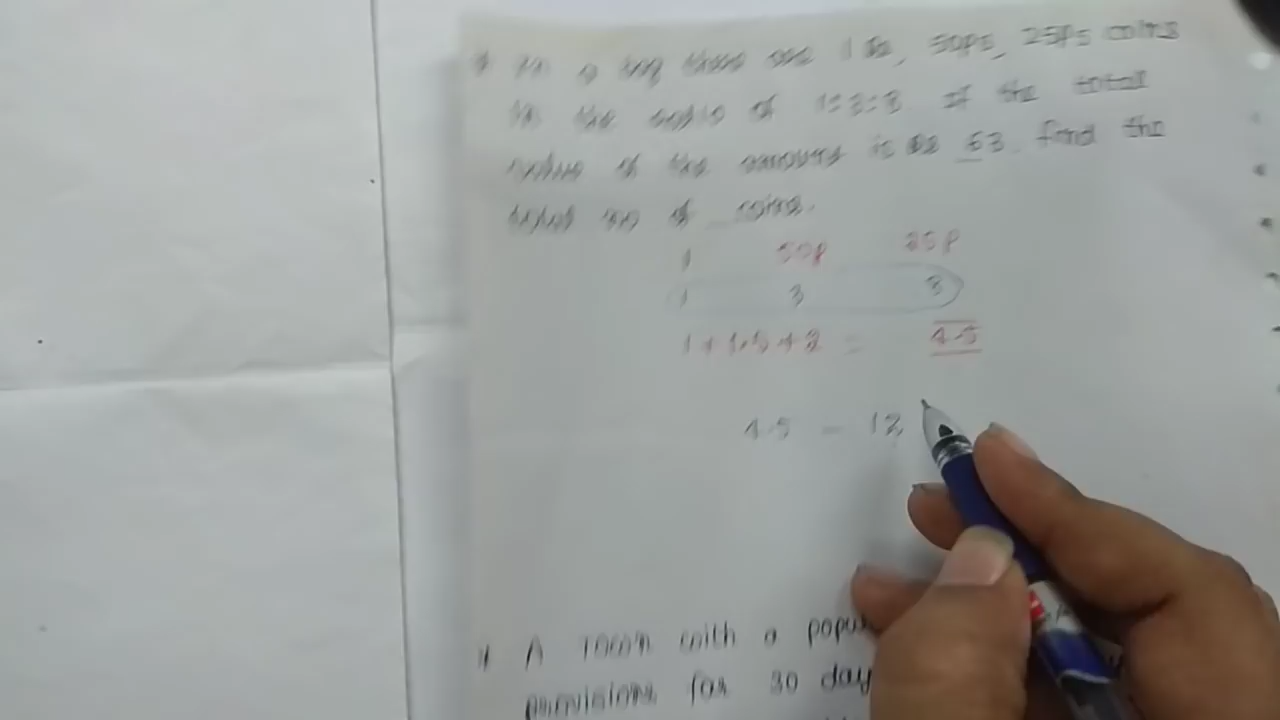 * In a bag there are 1 Rs, 50ps, 25ps coins
in the ratio of 1:3:8 If the total
value of the amount is Rs 63. find the
total no of coins.
1 50p 25p
1 3 8
1 + 1.5 + 2 = 4.5
4.5 - 12
* A Town with a popu
provisions for 30 day